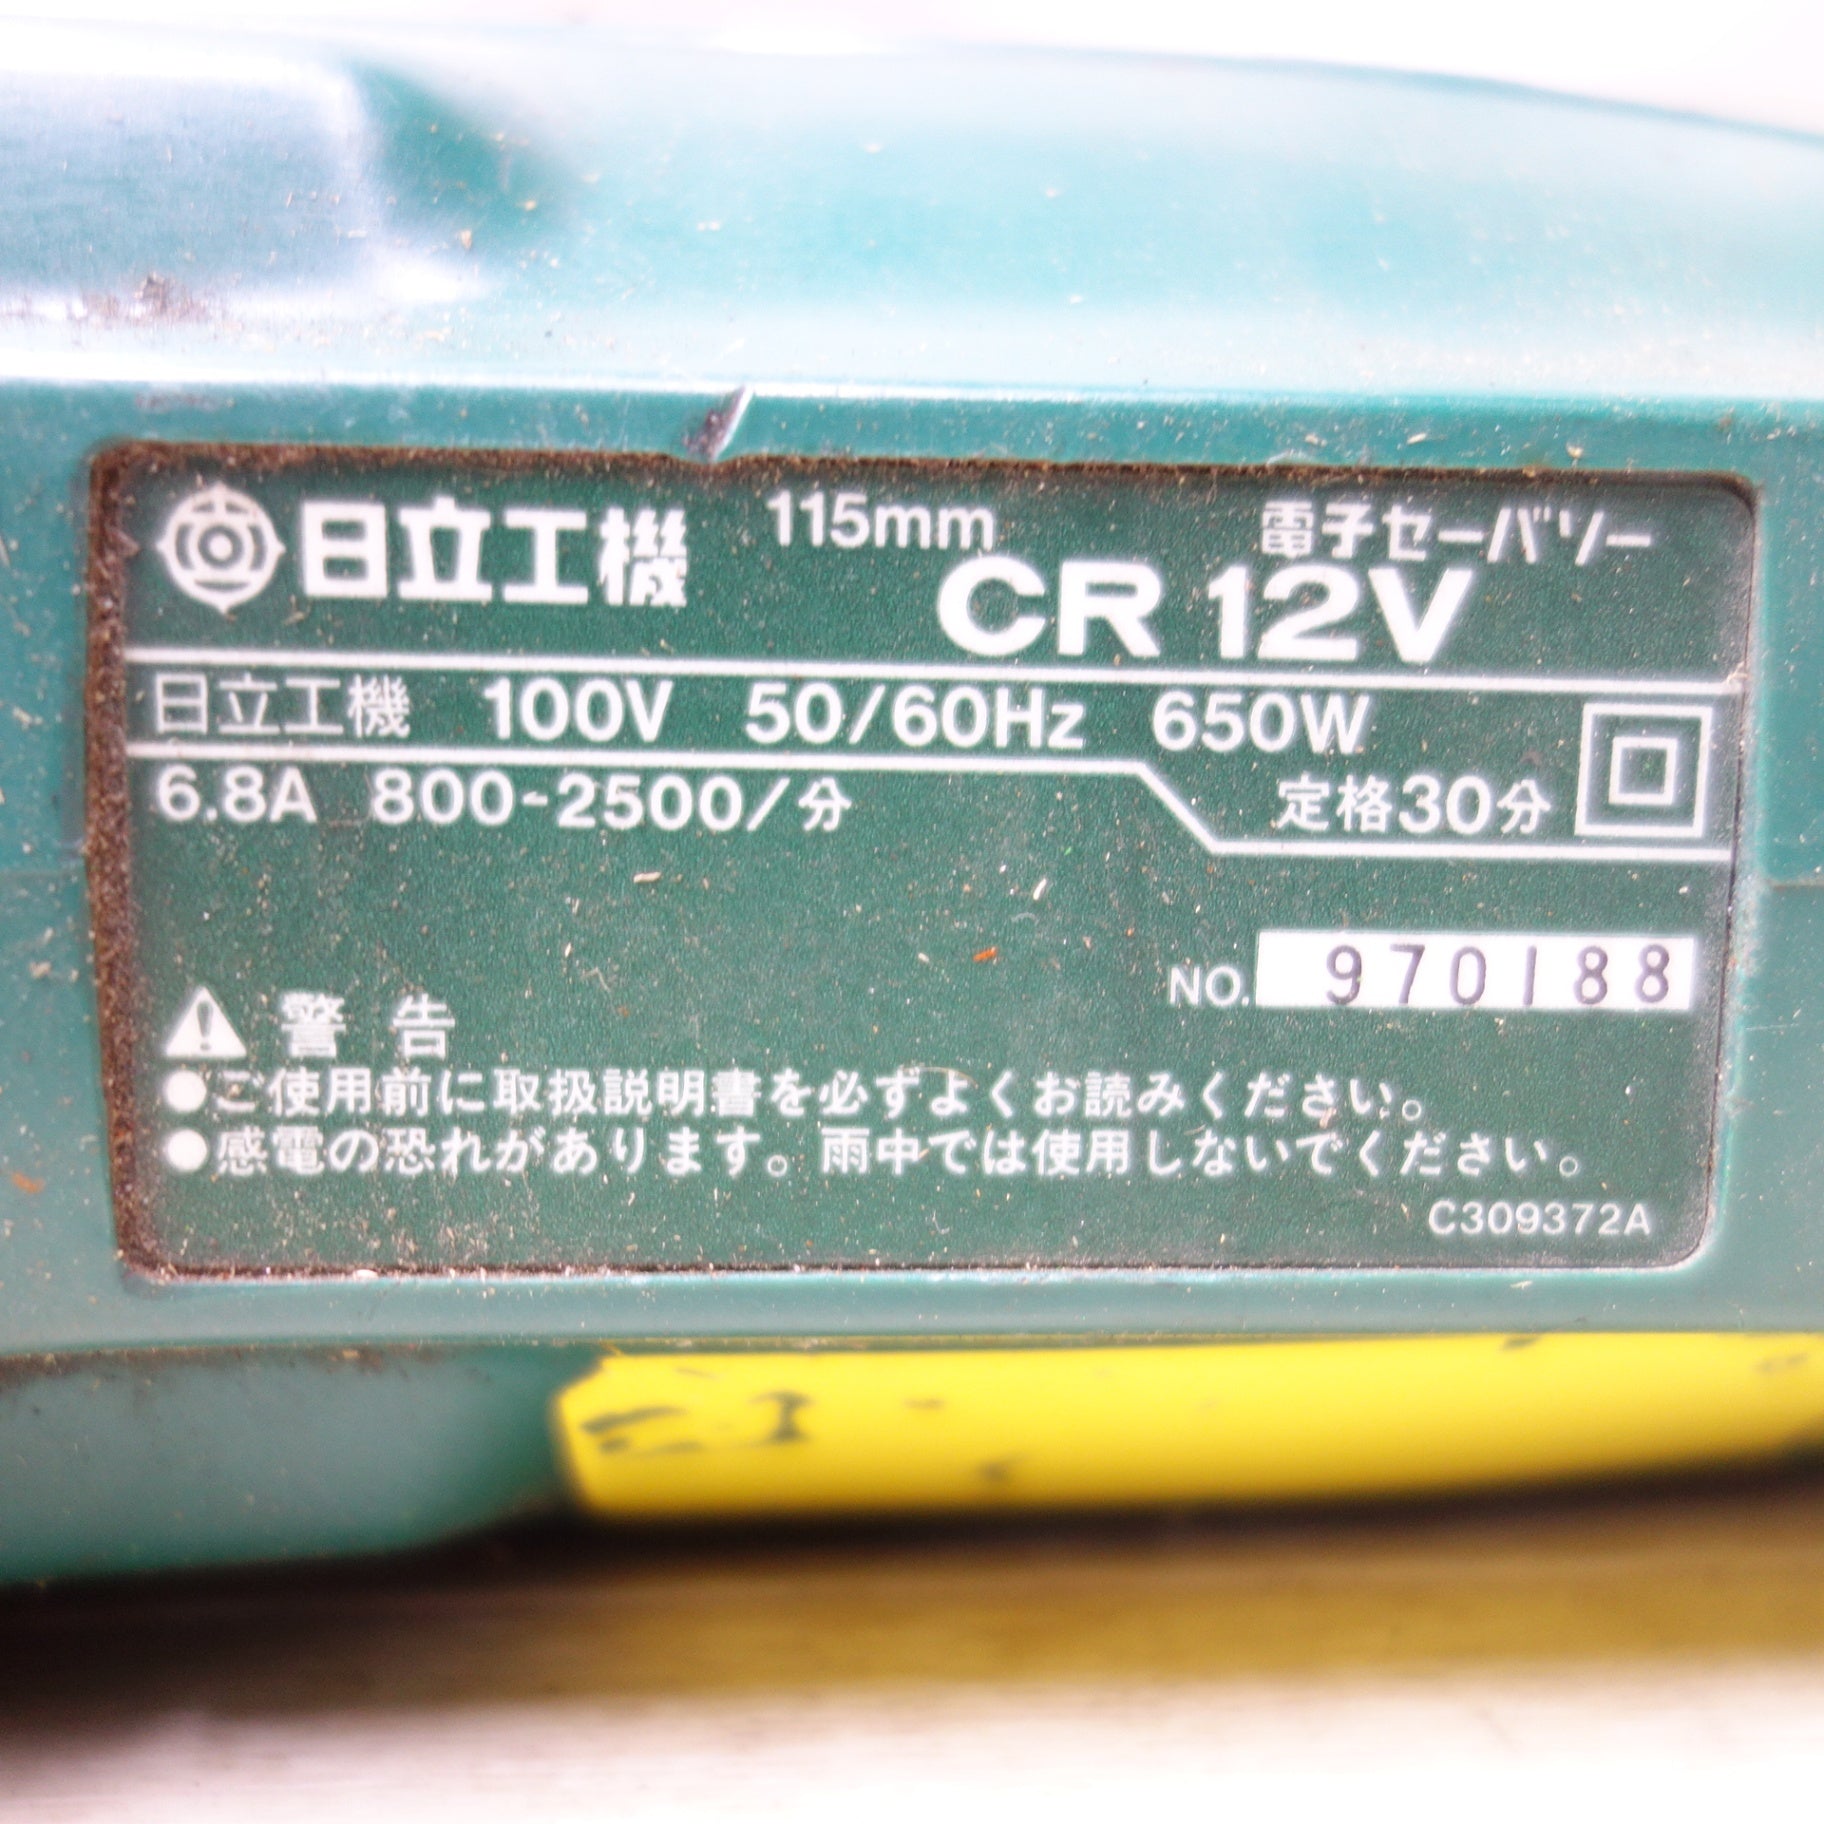 日立工機 115mm 電子セーバソー
CR 12V
日立工機 100V 50/60Hz 650W
6.8A 800-2500/分 定格30分
NO. 970188
警告
●ご使用前に取扱説明書を必ずよくお読みください。
●感電の恐れがあります。雨中では使用しないでください。
C309372A